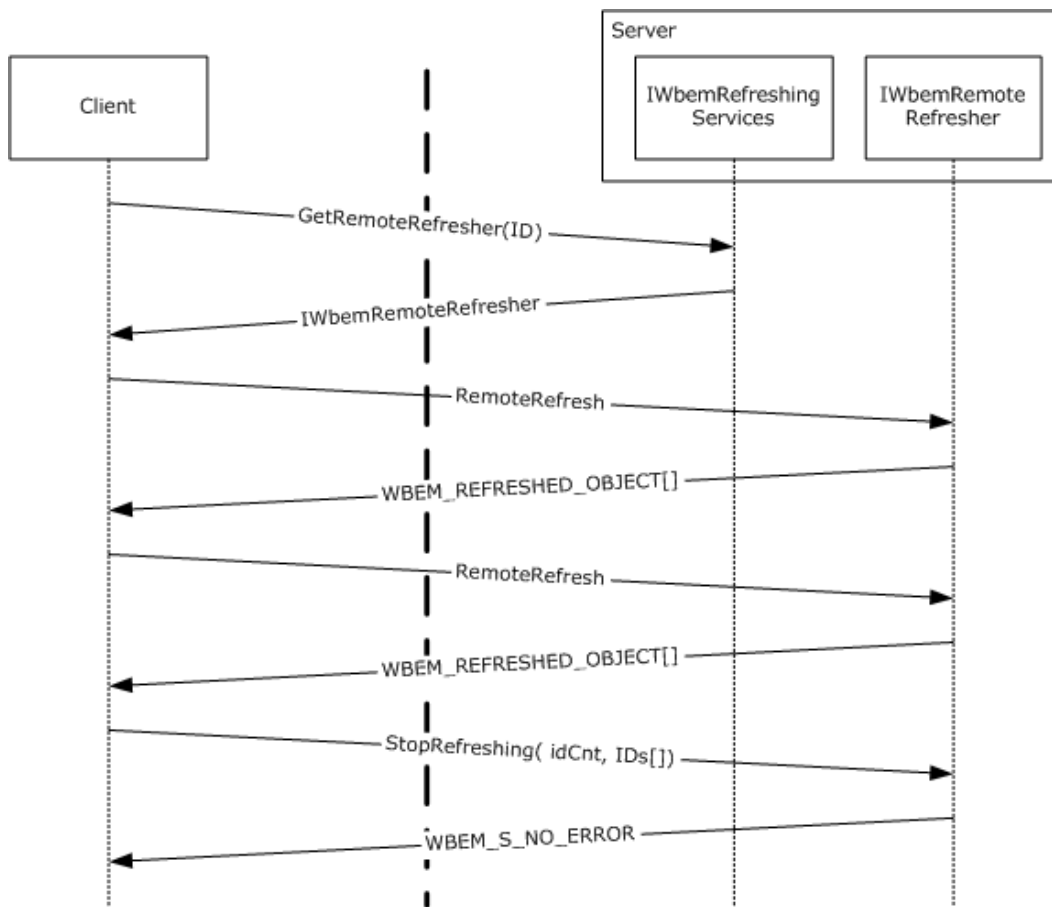 Server
Client
IWbemRefreshing
Services
IWbemRemote
Refresher
GetRemoteRefresher(ID)
IWbemRemoteRefresher
RemoteRefresh
WBEM_REFRESHED_OBJECT[]
RemoteRefresh
WBEM_REFRESHED_OBJECT[]
StopRefreshing( idCnt, IDs[])
WBEM_S_NO_ERROR